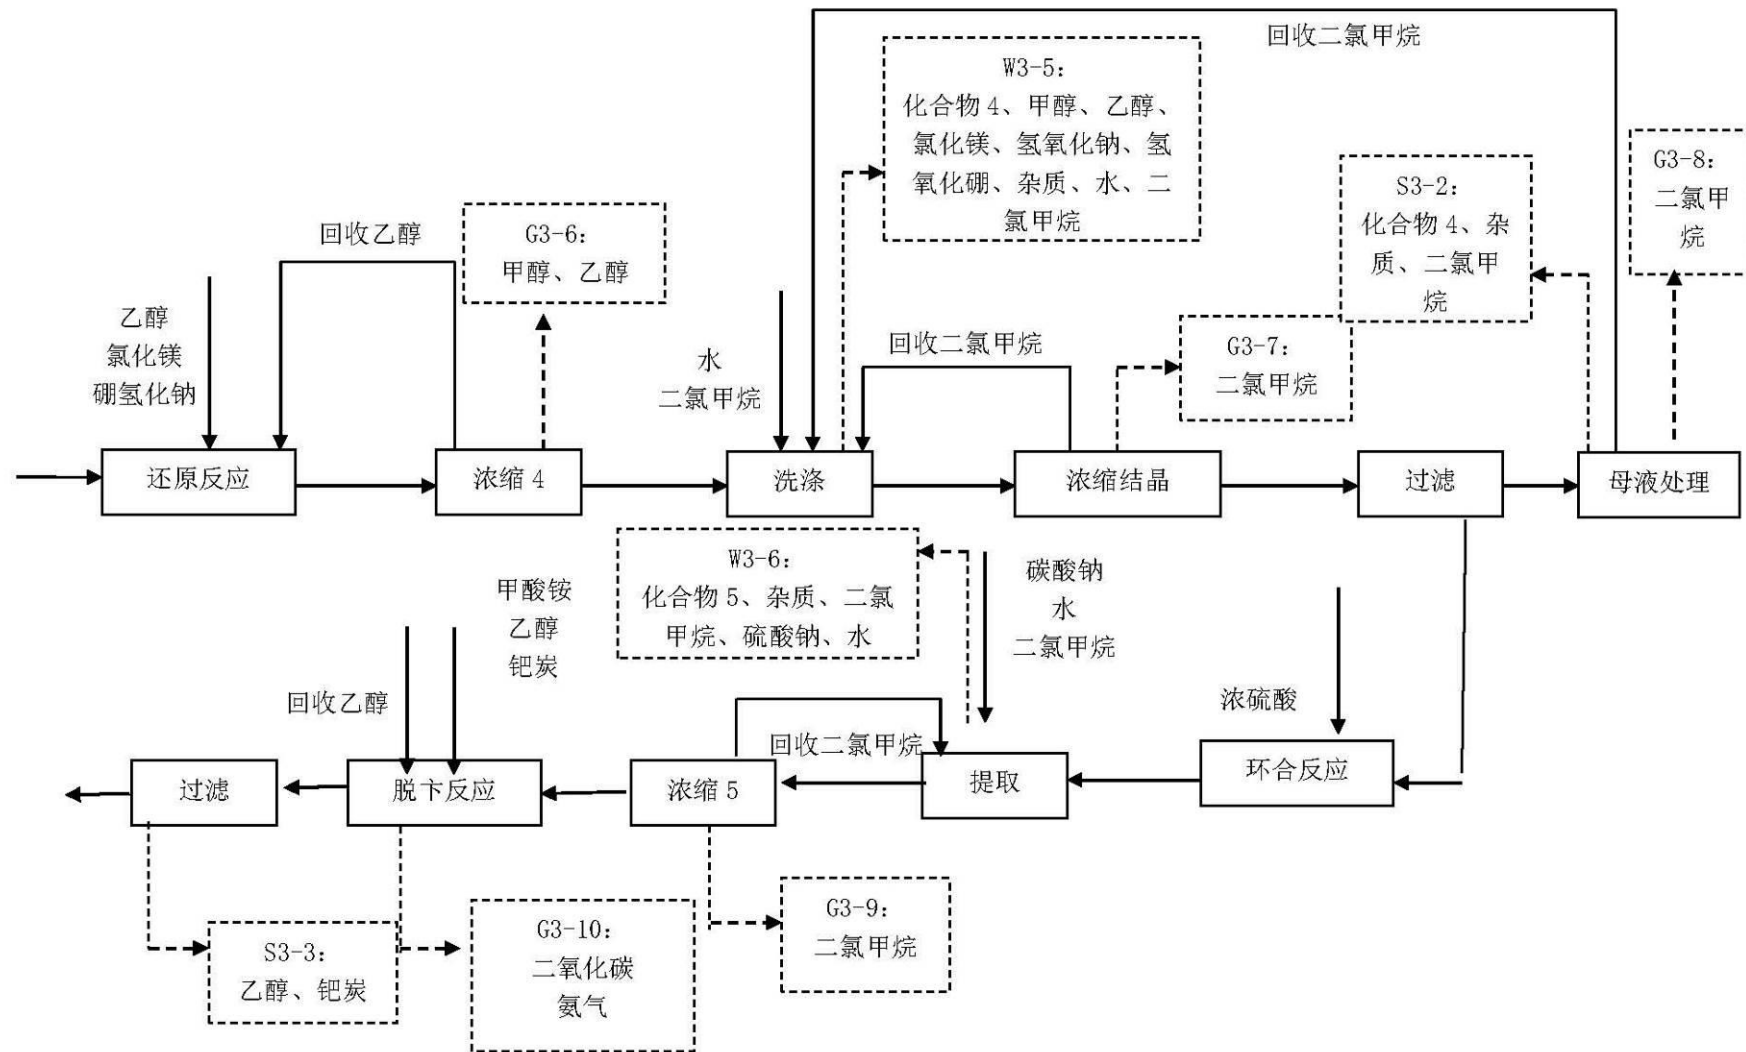 回收二氯甲烷
W3-5：
化合物 4、甲醇、乙醇、
氯化镁、氢氧化钠、氢
氧化硼、杂质、水、二
氯甲烷
G3-8：
二氯甲
烷
S3-2：
化合物 4、杂
质、二氯甲
烷
回收乙醇
G3-6：
甲醇、乙醇
乙醇
氯化镁
硼氢化钠
水
二氯甲烷
回收二氯甲烷
G3-7：
二氯甲烷
还原反应
浓缩 4
洗涤
浓缩结晶
过滤
母液处理
W3-6：
化合物 5、杂质、二氯
甲烷、硫酸钠、水
碳酸钠
水
二氯甲烷
甲酸铵
乙醇
钯炭
回收乙醇
浓硫酸
回收二氯甲烷
过滤
脱卞反应
浓缩 5
提取
环合反应
S3-3：
乙醇、钯炭
G3-10：
二氧化碳
氨气
G3-9：
二氯甲烷